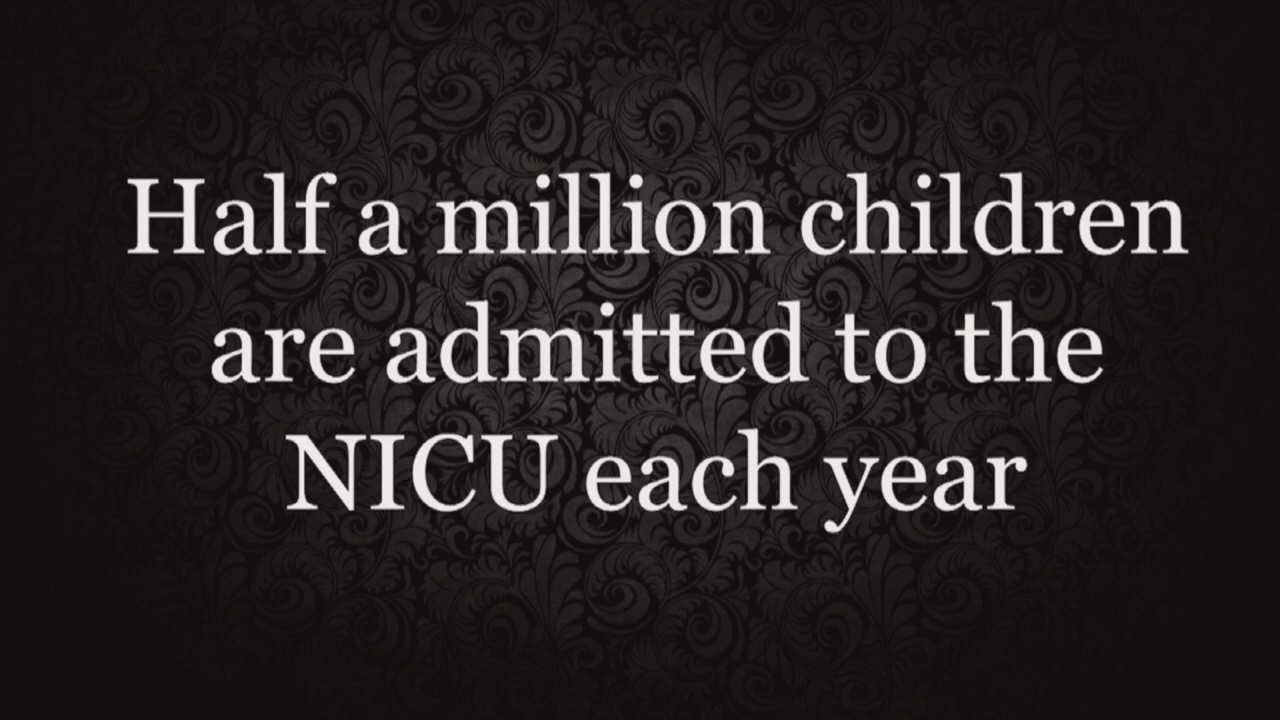 Half a million children
are admitted to the
NICU each year